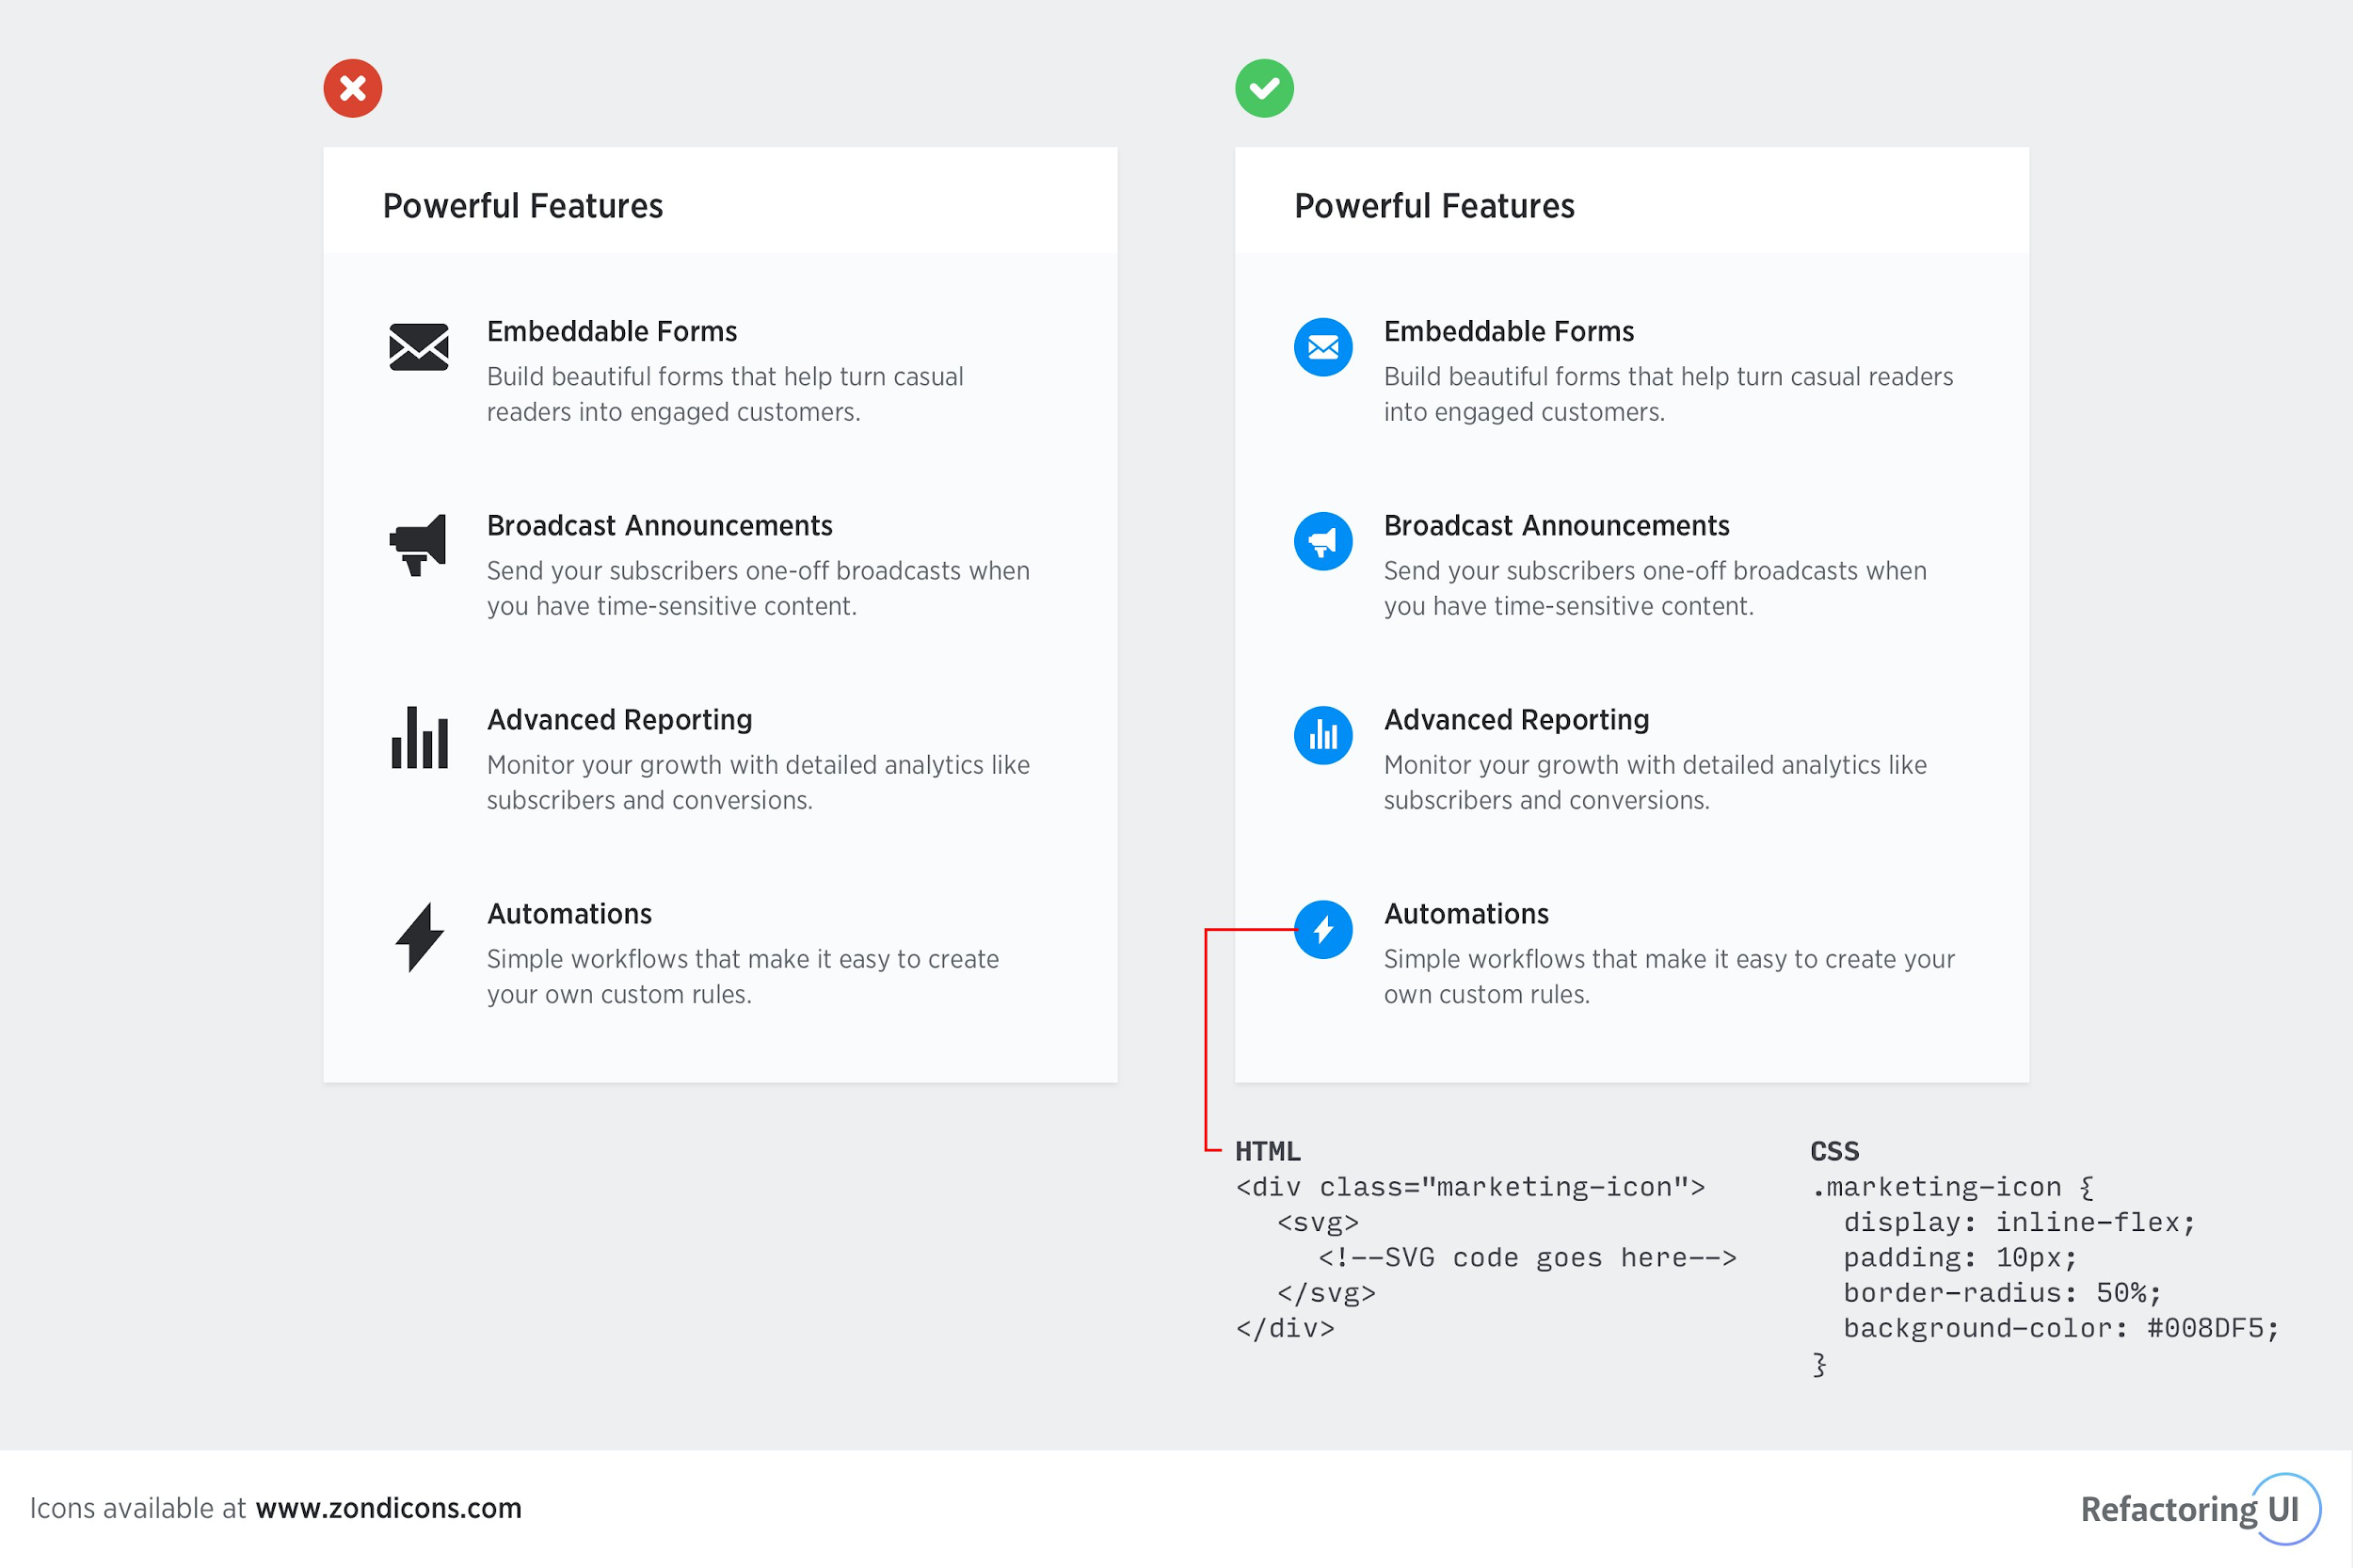 Powerful Features
Embeddable Forms
Build beautiful forms that help turn casual
readers into engaged customers.
Broadcast Announcements
Send your subscribers one-off broadcasts when
you have time-sensitive content.
Advanced Reporting
Monitor your growth with detailed analytics like
subscribers and conversions.
Automations
Simple workflows that make it easy to create
your own custom rules.
Powerful Features
Embeddable Forms
Build beautiful forms that help turn casual readers
into engaged customers.
Broadcast Announcements
Send your subscribers one-off broadcasts when
you have time-sensitive content.
Advanced Reporting
Monitor your growth with detailed analytics like
subscribers and conversions.
Automations
Simple workflows that make it easy to create your
own custom rules.
HTML
<div class="marketing-icon">
<svg>
<!--SVG code goes here-->
</svg>
</div>
CSS
.marketing-icon {
display: inline-flex;
padding: 10px;
border-radius: 50%;
background-color: #008DF5;
}
Icons available at www.zondicons.com
Refactoring UI